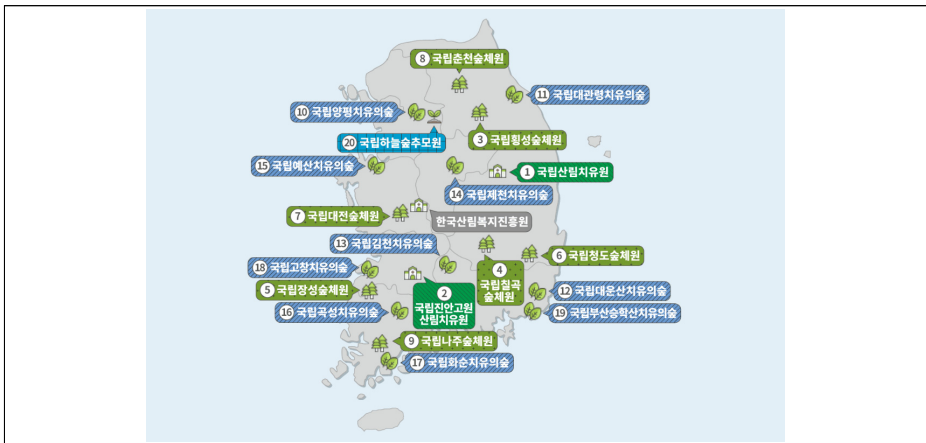 8 국립춘천숲체원
11 국립대관령치유의숲
10 국립양평치유의숲
20 국립하늘숲추모원
3 국립횡성숲체원
15 국립예산치유의숲
1 국립산림치유원
14 국립제천치유의숲
7 국립대전숲체원
한국산림복지진흥원
13 국립김천치유의숲
6 국립청도숲체원
18 국립고창치유의숲
4
국립칠곡
숲체원
5 국립장성숲체원
2
국립진안고원
산림치유원
12 국립대운산치유의숲
16 국립곡성치유의숲
19 국립부산승학산치유의숲
9 국립나주숲체원
17 국립화순치유의숲